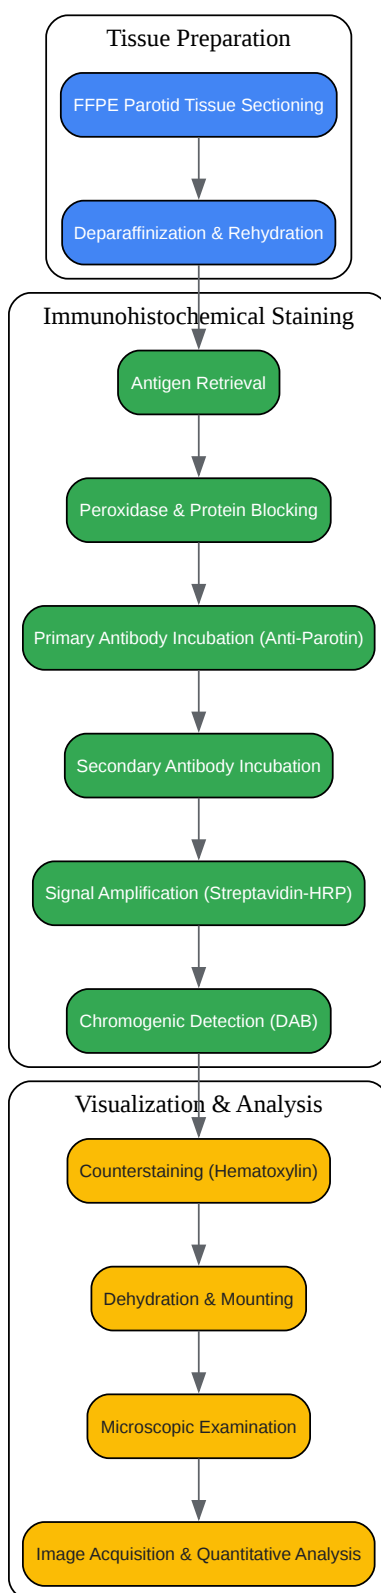 Tissue Preparation
FFPE Parotid Tissue Sectioning
Deparaffinization & Rehydration
Immunohistochemical Staining
Antigen Retrieval
Peroxidase & Protein Blocking
Primary Antibody Incubation (Anti-Parotin)
Secondary Antibody Incubation
Signal Amplification (Streptavidin-HRP)
Chromogenic Detection (DAB)
Visualization & Analysis
Counterstaining (Hematoxylin)
Dehydration & Mounting
Microscopic Examination
Image Acquisition & Quantitative Analysis